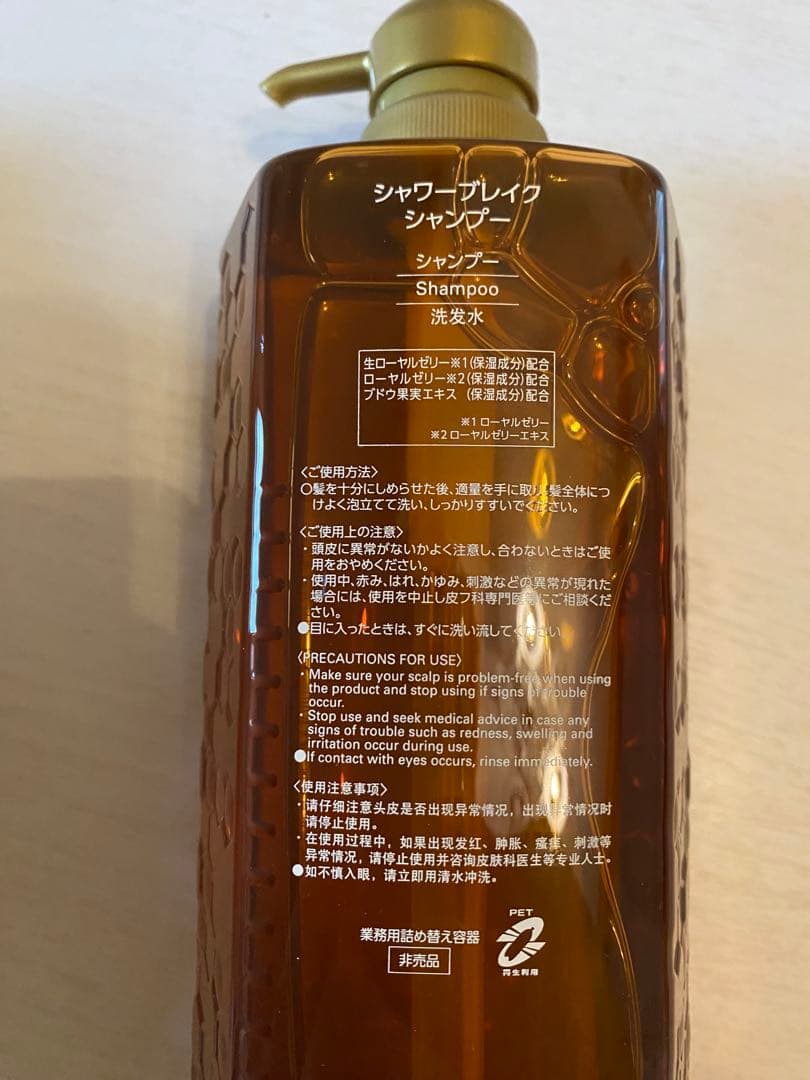 シャワーブレイク
シャンプー
シャンプー
Shampoo
洗发水
生ローヤルゼリー※1(保湿成分)配合
ローヤルゼリー※2(保湿成分)配合
ブドウ果実エキス (保湿成分)配合
※1 ローヤルゼリー
※2 ローヤルゼリーエキス
〈ご使用方法〉
○髪を十分にしめらせた後、適量を手に取り、髪全体につ
けよく泡立てて洗い、しっかりすすいでください。
〈ご使用上の注意〉
・頭皮に異常がないかよく注意し、合わないときはご使
用をおやめください。
・使用中、赤み、はれ、かゆみ、刺激などの異常が現れた
場合には、使用を中止し皮フ科専門医等にご相談くだ
さい。
●目に入ったときは、すぐに洗い流してください。
〈PRECAUTIONS FOR USE〉
・Make sure your scalp is problem-free when using
the product and stop using if signs of trouble
occur.
・Stop use and seek medical advice in case any
signs of trouble such as redness, swelling and
irritation occur during use.
●If contact with eyes occurs, rinse immediately.
〈使用注意事项〉
・请仔细注意头皮是否出现异常情况，出现异常情况时
请停止使用。
・在使用过程中，如果出现发红、肿胀、瘙痒、刺激等
异常情况，请停止使用并咨询皮肤科医生等专业人士。
●如不慎入眼，请立即用清水冲洗。
業務用詰め替え容器
非売品
PET
再生利用